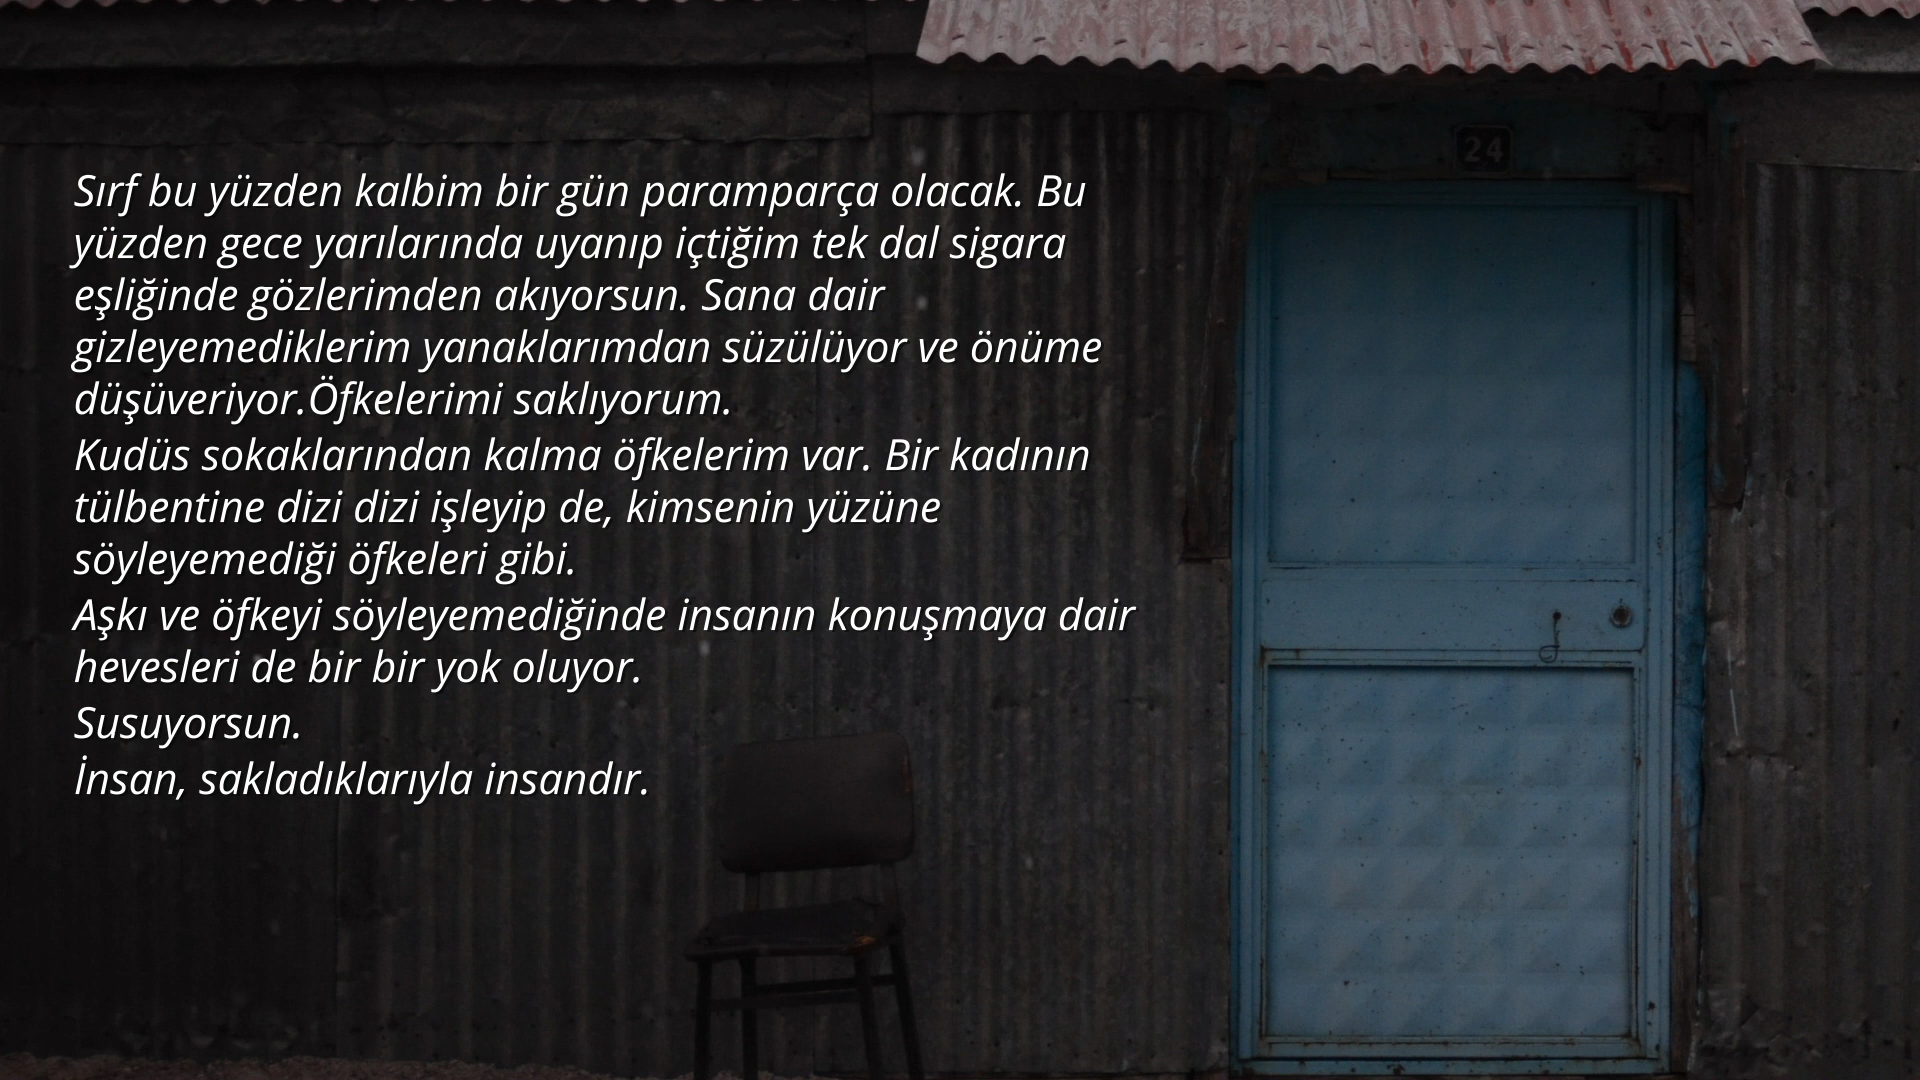 24
Sırf bu yüzden kalbim bir gün paramparça olacak. Bu
yüzden gece yarılarında uyanıp içtiğim tek dal sigara
eşliğinde gözlerimden akıyorsun. Sana dair
gizleyemediklerim yanaklarımdan süzülüyor ve önüme
düşüveriyor.Öfkelerimi saklıyorum.
Kudüs sokaklarından kalma öfkelerim var. Bir kadının
tülbentine dizi dizi işleyip de, kimsenin yüzüne
söyleyemediği öfkeleri gibi.
Aşkı ve öfkeyi söyleyemediğinde insanın konuşmaya dair
hevesleri de bir bir yok oluyor.
Susuyorsun.
İnsan, sakladıklarıyla insandır.